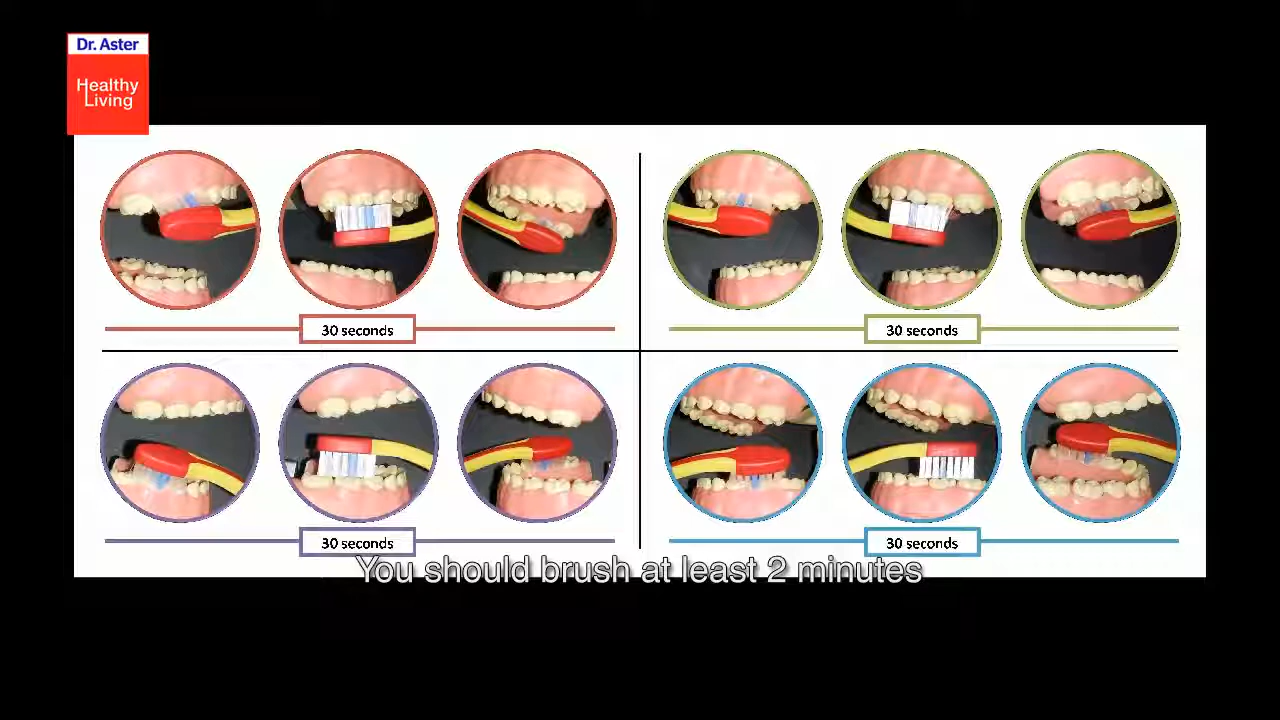 Dr. Aster
Healthy
Living
30 seconds
30 seconds
30 seconds
30 seconds
You should brush at least 2 minutes